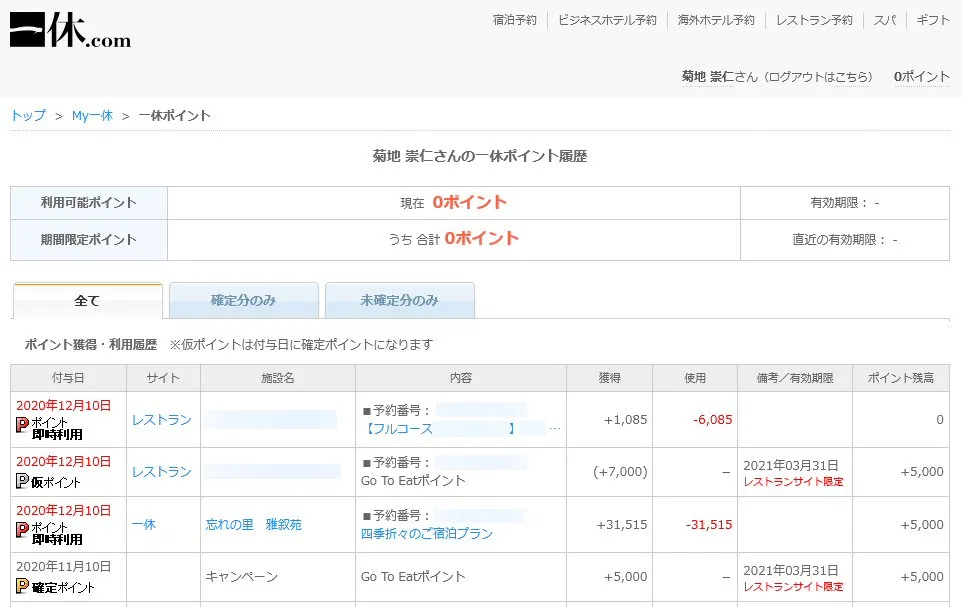 一休.com
宿泊予約 ビジネスホテル予約 海外ホテル予約 レストラン予約 スパ ギフト
菊地 崇仁さん（ログアウトはこちら） 0ポイント
トップ > My一休 > 一休ポイント
菊地 崇仁さんの一休ポイント履歴
利用可能ポイント 現在 0ポイント 有効期限： -
期間限定ポイント うち 合計 0ポイント 直近の有効期限： -
全て 確定分のみ 未確定分のみ
ポイント獲得・利用履歴 ※仮ポイントは付与日に確定ポイントになります
付与日 サイト 施設名 内容 獲得 使用 備考／有効期限 ポイント残高
2020年12月10日
P ポイント
即時利用
レストラン
■予約番号：
【フルコース 】 …
+1,085 -6,085 0
2020年12月10日
P 仮ポイント
レストラン
■予約番号：
Go To Eatポイント
(+7,000) –
2021年03月31日
レストランサイト限定
+5,000
2020年12月10日
P ポイント
即時利用
一休
忘れの里 雅叙苑
■予約番号：
四季折々のご宿泊プラン
+31,515 -31,515 +5,000
2020年11月10日
P 確定ポイント
キャンペーン
Go To Eatポイント
+5,000 –
2021年03月31日
レストランサイト限定
+5,000